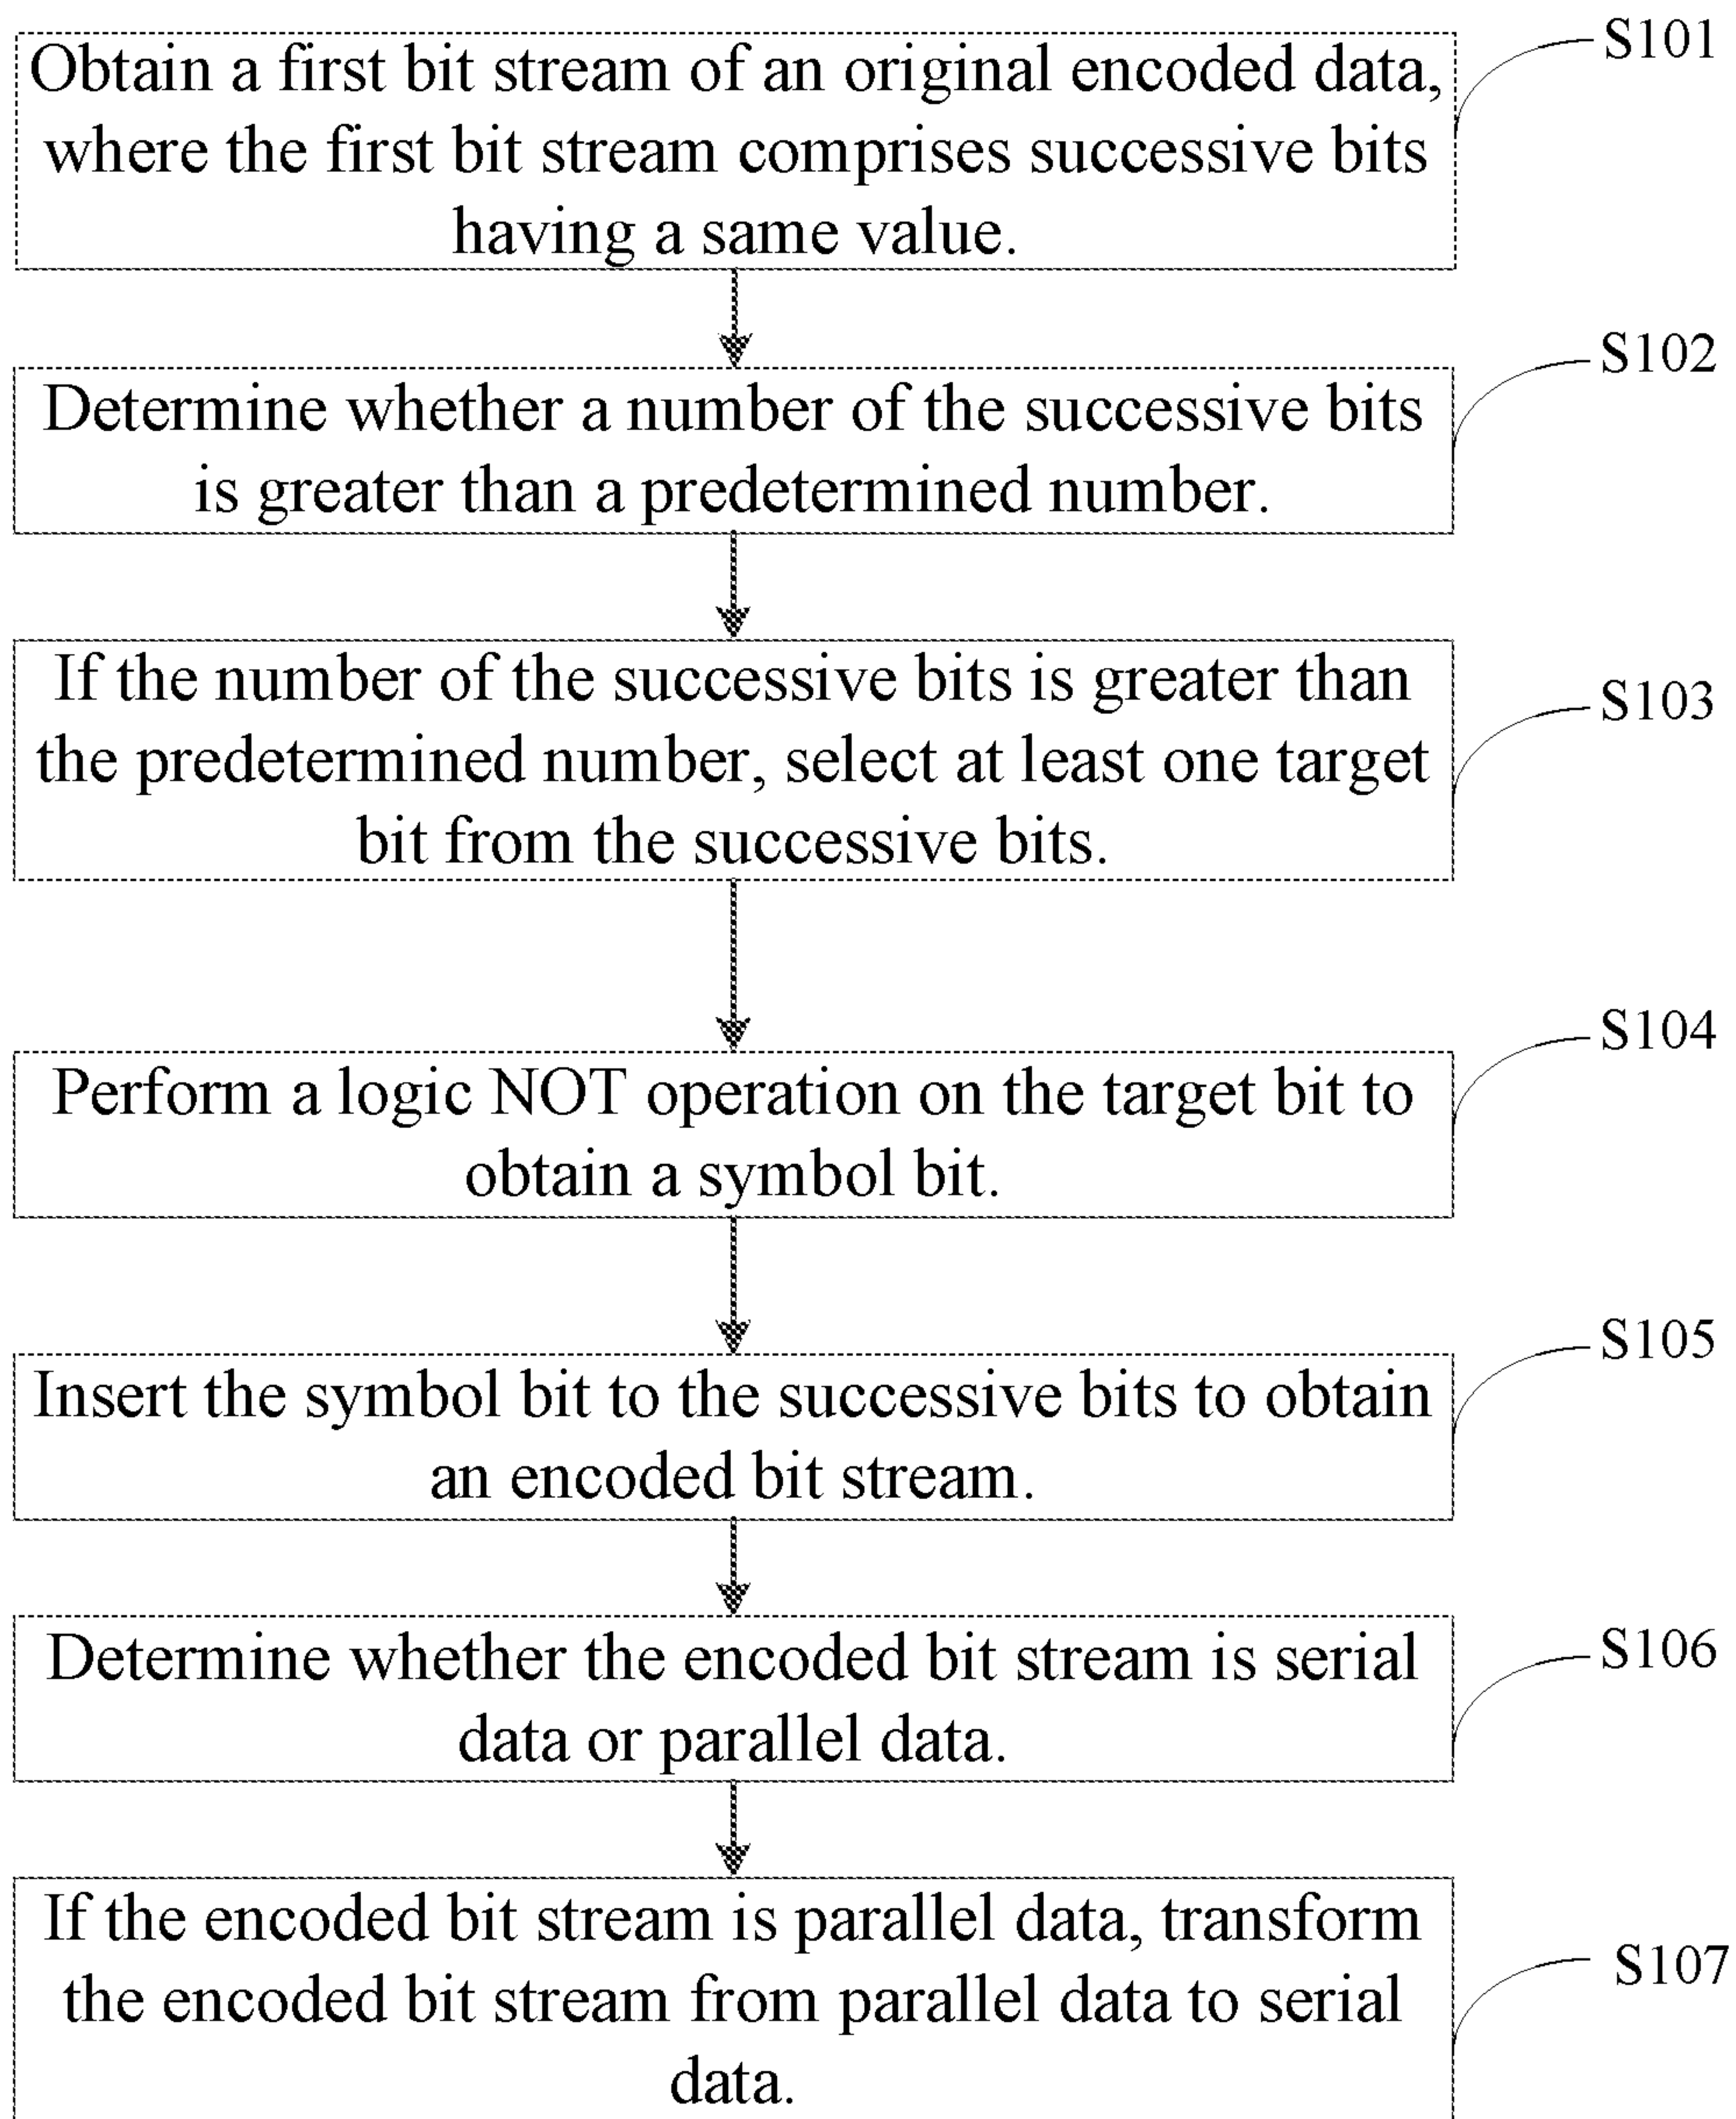 S101
Obtain a first bit stream of an original encoded data,
where the first bit stream comprises successive bits
having a same value.
S102
Determine whether a number of the successive bits
is greater than a predetermined number.
If the number of the successive bits is greater than
S103
the predetermined number, select at least one target
bit from the successive bits.
S104
Perform a logic NOT operation on the target bit to
obtain a symbol bit.
S105
Insert the symbol bit to the successive bits to obtain
an encoded bit stream.
S106
Determine whether the encoded bit stream is serial
data or parallel data.
If the encoded bit stream is parallel data, transform
S107
the encoded bit stream from parallel data to serial
data.